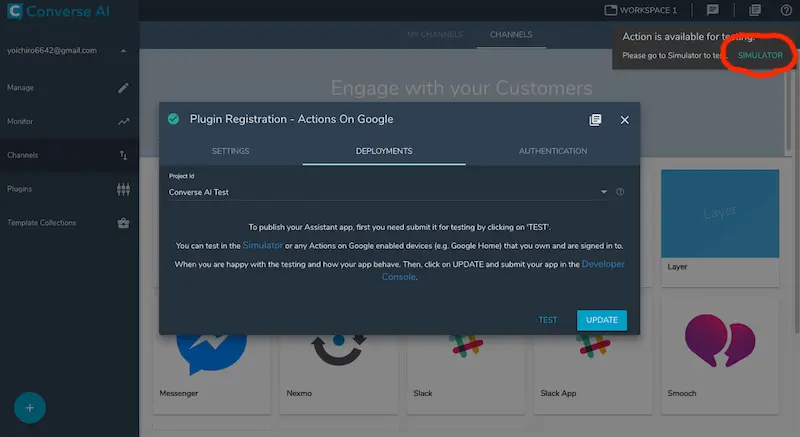 Converse AI
WORKSPACE 1
yoichiro6642@gmail.com
MY CHANNELS
CHANNELS
Action is available for testing.
Please go to Simulator to tes
SIMULATOR
Manage
Monitor
Channels
Plugins
Template Collections
Engage with your Customers
Plugin Registration - Actions On Google
SETTINGS
DEPLOYMENTS
AUTHENTICATION
Project Id
Converse AI Test
To publish your Assistant app, first you need submit it for testing by clicking on 'TEST'.
You can test in the Simulator or any Actions on Google enabled devices (e.g. Google Home) that you own and are signed in to.
When you are happy with the testing and how your app behave. Then, click on UPDATE and submit your app in the Developer
Console.
TEST
UPDATE
Layer
Layer
Messenger
Nexmo
Slack
Slack App
Smooch